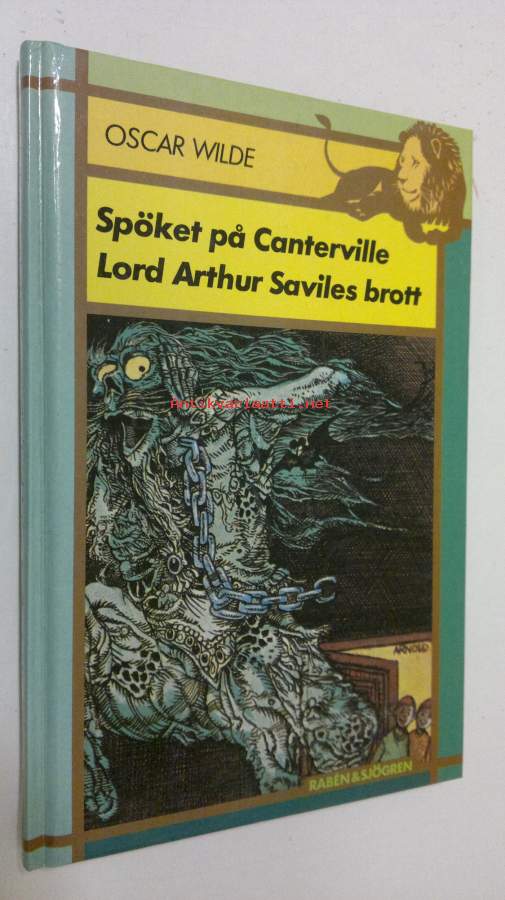 OSCAR WILDE
Spöket på Canterville
Lord Arthur Saviles brott
Antikvariaatti.net
ARNOLD
RABÉN & SJÖGREN